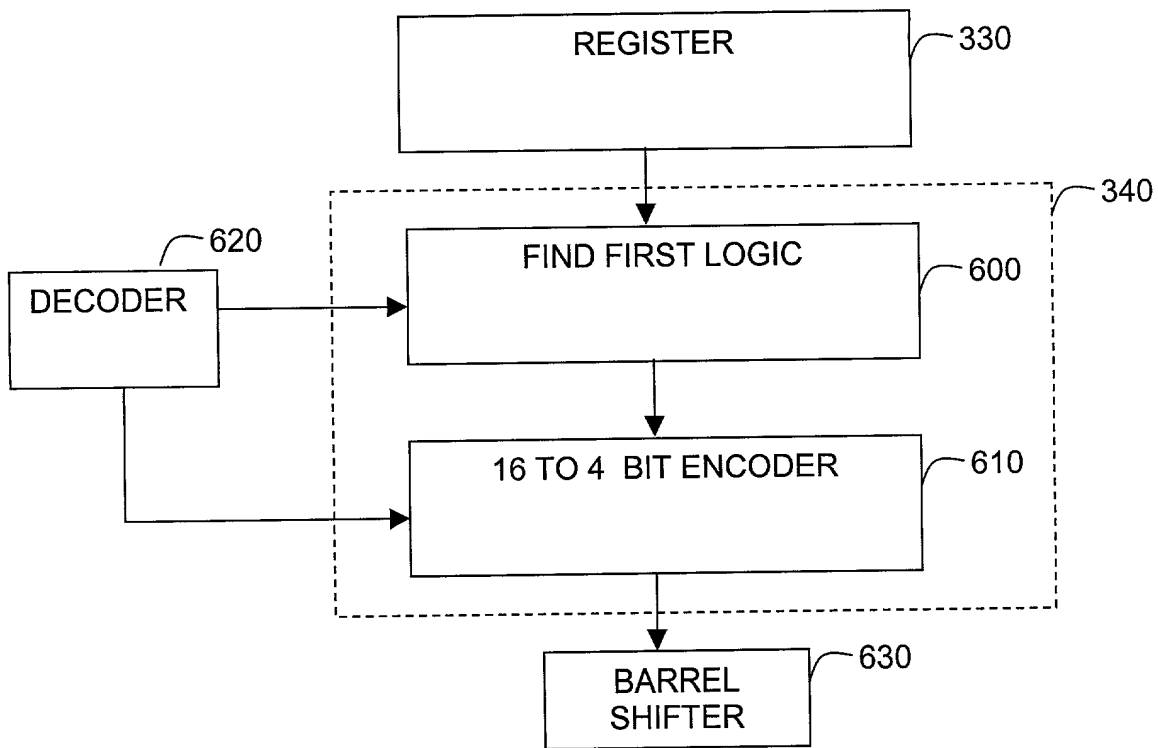 REGISTER
330
340
FIND FIRST LOGIC
600
620
DECODER
16 TO 4 BIT ENCODER
610
BARREL
SHIFTER
630